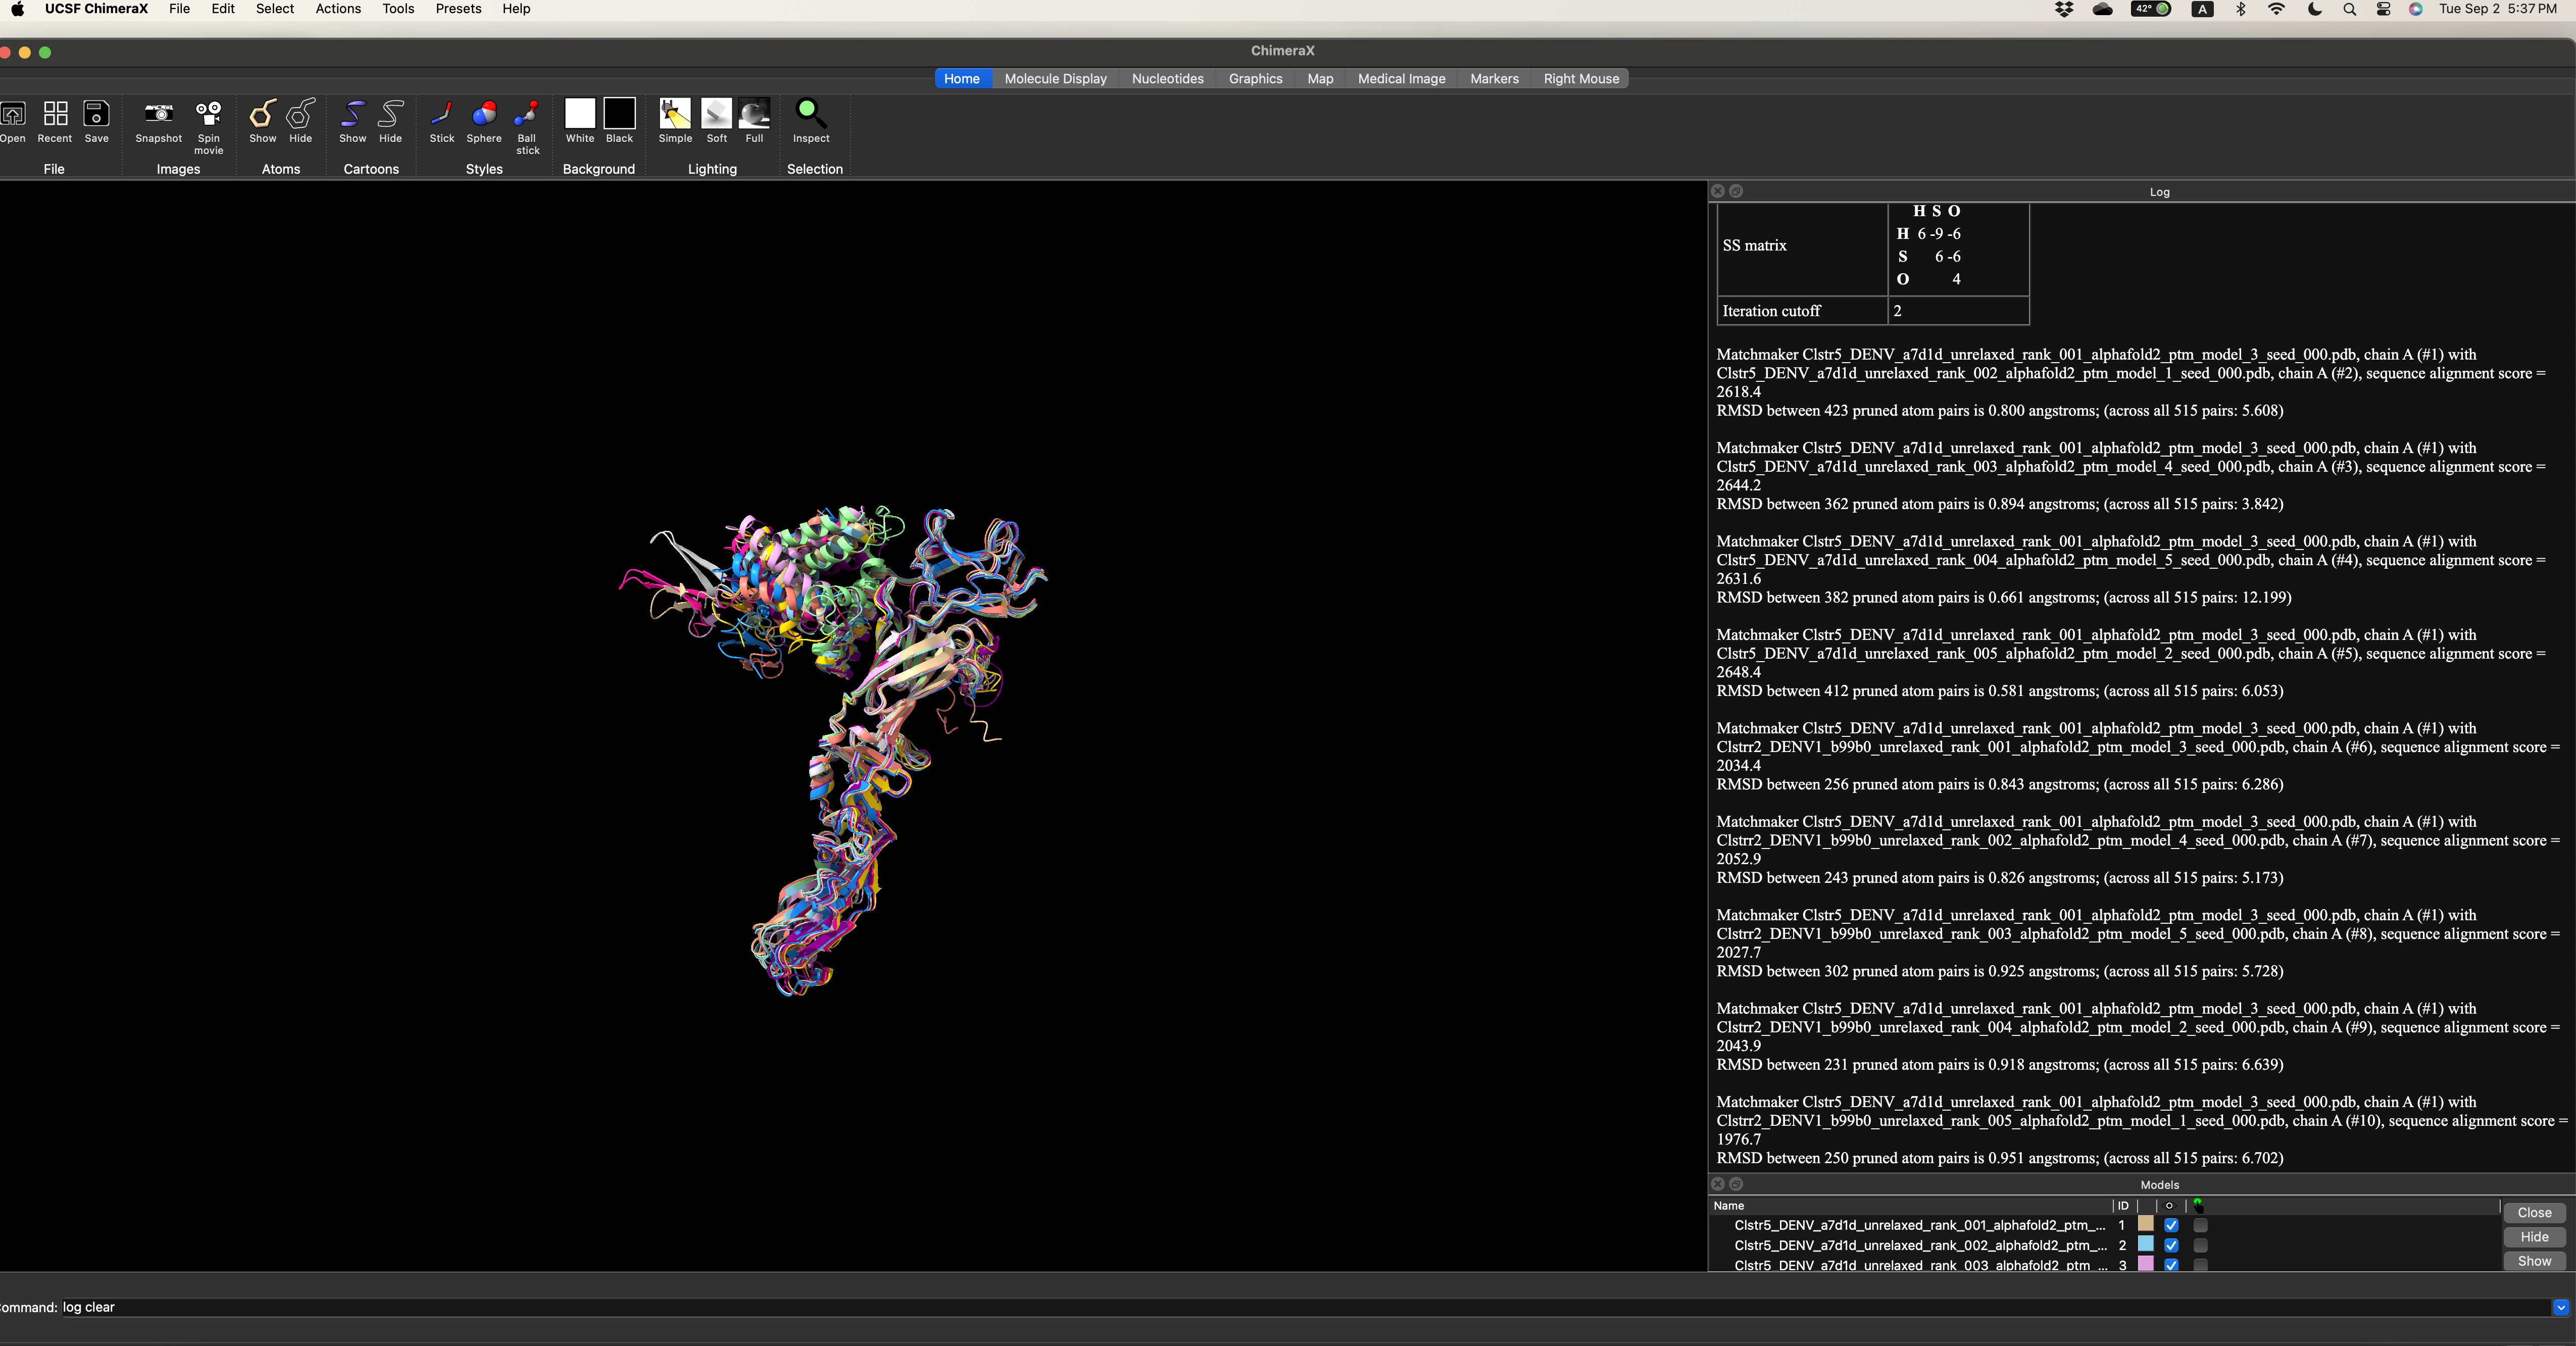 UCSF ChimeraX File Edit Select Actions Tools Presets Help 42° A Tue Sep 2 5:37 PM
ChimeraX
Home Molecule Display Nucleotides Graphics Map Medical Image Markers Right Mouse
Open Recent Save Snapshot Spin movie Show Hide Show Hide Stick Sphere Ball stick White Black Simple Soft Full Inspect
File Images Atoms Cartoons Styles Background Lighting Selection
Log
H S O
SS matrix
H 6 -9 -6
S 6 -6
O 4
Iteration cutoff 2
Matchmaker Clstr5_DENV_a7d1d_unrelaxed_rank_001_alphafold2_ptm_model_3_seed_000.pdb, chain A (#1) with
Clstr5_DENV_a7d1d_unrelaxed_rank_002_alphafold2_ptm_model_1_seed_000.pdb, chain A (#2), sequence alignment score =
2618.4
RMSD between 423 pruned atom pairs is 0.800 angstroms; (across all 515 pairs: 5.608)
Matchmaker Clstr5_DENV_a7d1d_unrelaxed_rank_001_alphafold2_ptm_model_3_seed_000.pdb, chain A (#1) with
Clstr5_DENV_a7d1d_unrelaxed_rank_003_alphafold2_ptm_model_4_seed_000.pdb, chain A (#3), sequence alignment score =
2644.2
RMSD between 362 pruned atom pairs is 0.894 angstroms; (across all 515 pairs: 3.842)
Matchmaker Clstr5_DENV_a7d1d_unrelaxed_rank_001_alphafold2_ptm_model_3_seed_000.pdb, chain A (#1) with
Clstr5_DENV_a7d1d_unrelaxed_rank_004_alphafold2_ptm_model_5_seed_000.pdb, chain A (#4), sequence alignment score =
2631.6
RMSD between 382 pruned atom pairs is 0.661 angstroms; (across all 515 pairs: 12.199)
Matchmaker Clstr5_DENV_a7d1d_unrelaxed_rank_001_alphafold2_ptm_model_3_seed_000.pdb, chain A (#1) with
Clstr5_DENV_a7d1d_unrelaxed_rank_005_alphafold2_ptm_model_2_seed_000.pdb, chain A (#5), sequence alignment score =
2648.4
RMSD between 412 pruned atom pairs is 0.581 angstroms; (across all 515 pairs: 6.053)
Matchmaker Clstr5_DENV_a7d1d_unrelaxed_rank_001_alphafold2_ptm_model_3_seed_000.pdb, chain A (#1) with
Clstrr2_DENV1_b99b0_unrelaxed_rank_001_alphafold2_ptm_model_3_seed_000.pdb, chain A (#6), sequence alignment score =
2034.4
RMSD between 256 pruned atom pairs is 0.843 angstroms; (across all 515 pairs: 6.286)
Matchmaker Clstr5_DENV_a7d1d_unrelaxed_rank_001_alphafold2_ptm_model_3_seed_000.pdb, chain A (#1) with
Clstrr2_DENV1_b99b0_unrelaxed_rank_002_alphafold2_ptm_model_4_seed_000.pdb, chain A (#7), sequence alignment score =
2052.9
RMSD between 243 pruned atom pairs is 0.826 angstroms; (across all 515 pairs: 5.173)
Matchmaker Clstr5_DENV_a7d1d_unrelaxed_rank_001_alphafold2_ptm_model_3_seed_000.pdb, chain A (#1) with
Clstrr2_DENV1_b99b0_unrelaxed_rank_003_alphafold2_ptm_model_5_seed_000.pdb, chain A (#8), sequence alignment score =
2027.7
RMSD between 302 pruned atom pairs is 0.925 angstroms; (across all 515 pairs: 5.728)
Matchmaker Clstr5_DENV_a7d1d_unrelaxed_rank_001_alphafold2_ptm_model_3_seed_000.pdb, chain A (#1) with
Clstrr2_DENV1_b99b0_unrelaxed_rank_004_alphafold2_ptm_model_2_seed_000.pdb, chain A (#9), sequence alignment score =
2043.9
RMSD between 231 pruned atom pairs is 0.918 angstroms; (across all 515 pairs: 6.639)
Matchmaker Clstr5_DENV_a7d1d_unrelaxed_rank_001_alphafold2_ptm_model_3_seed_000.pdb, chain A (#1) with
Clstrr2_DENV1_b99b0_unrelaxed_rank_005_alphafold2_ptm_model_1_seed_000.pdb, chain A (#10), sequence alignment score =
1976.7
RMSD between 250 pruned atom pairs is 0.951 angstroms; (across all 515 pairs: 6.702)
Models
Name ID
Clstr5_DENV_a7d1d_unrelaxed_rank_001_alphafold2_ptm_... 1
Clstr5_DENV_a7d1d_unrelaxed_rank_002_alphafold2_ptm_... 2
Clstr5_DENV_a7d1d_unrelaxed_rank_003_alphafold2_ptm_... 3
Close
Hide
Show
ommand: log clear